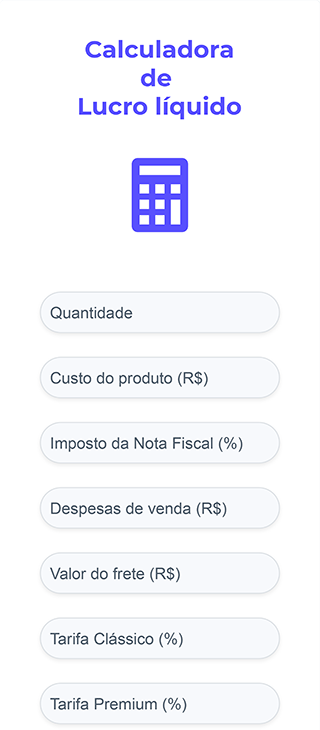 Calculadora
de
Lucro líquido
Quantidade
Custo do produto (R$)
Imposto da Nota Fiscal (%)
Despesas de venda (R$)
Valor do frete (R$)
Tarifa Clássico (%)
Tarifa Premium (%)